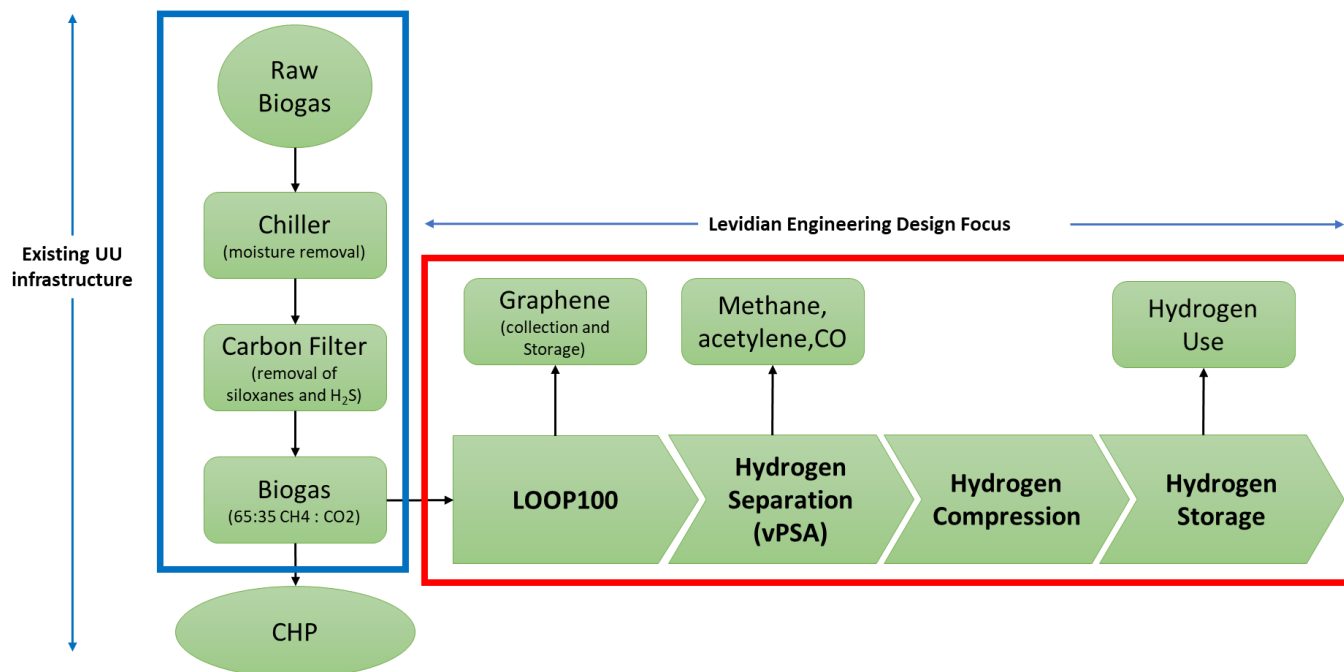 Existing UU
infrastructure
Raw
Biogas
Chiller
(moisture removal)
Carbon Filter
(removal of
siloxanes and H₂S)
Biogas
(65:35 CH4 : CO2)
CHP
Levidian Engineering Design Focus
Graphene
(collection and
Storage)
Methane,
acetylene,CO
Hydrogen
Use
LOOP100
Hydrogen
Separation
(vPSA)
Hydrogen
Compression
Hydrogen
Storage